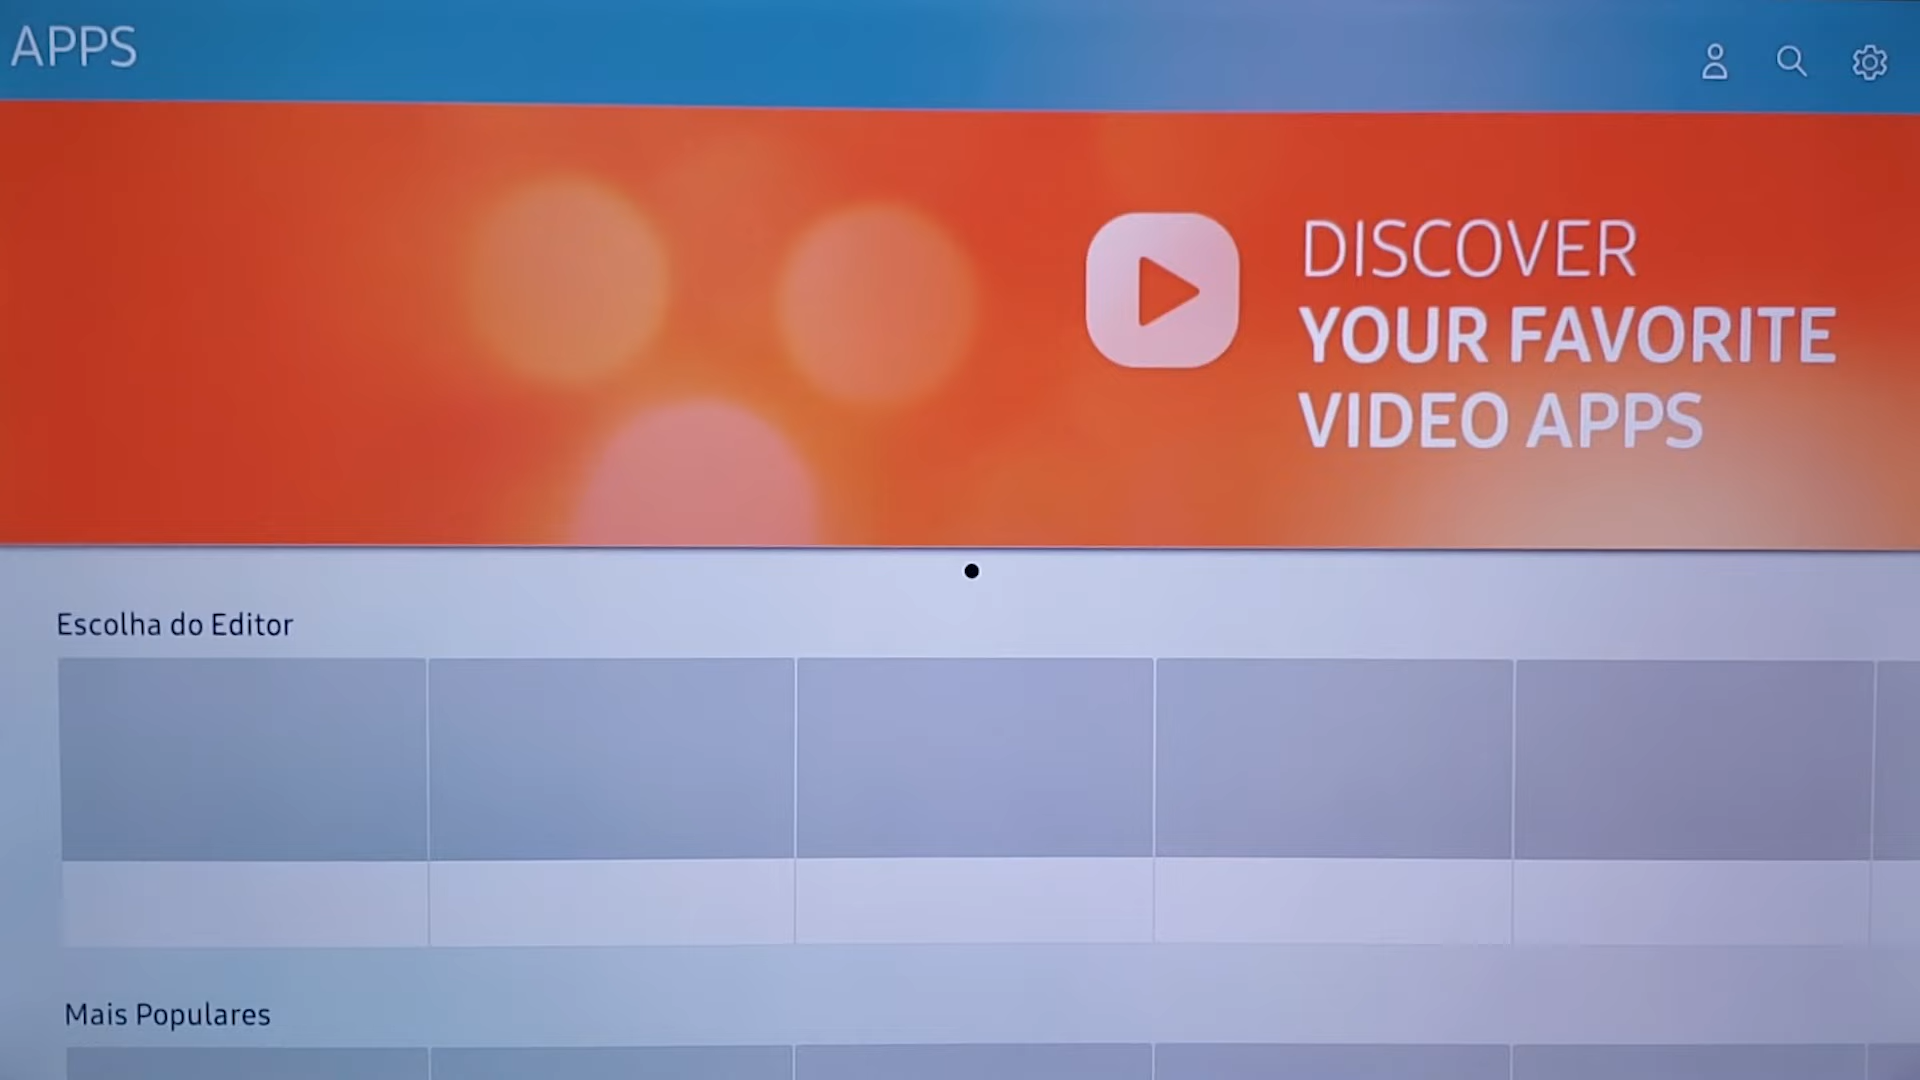 APPS
DISCOVER
YOUR FAVORITE
VIDEO APPS
Escolha do Editor
Mais Populares